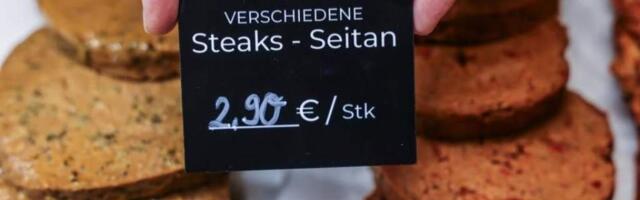 VERSCHIEDENE
Steaks - Seitan
2,90 € / Stk